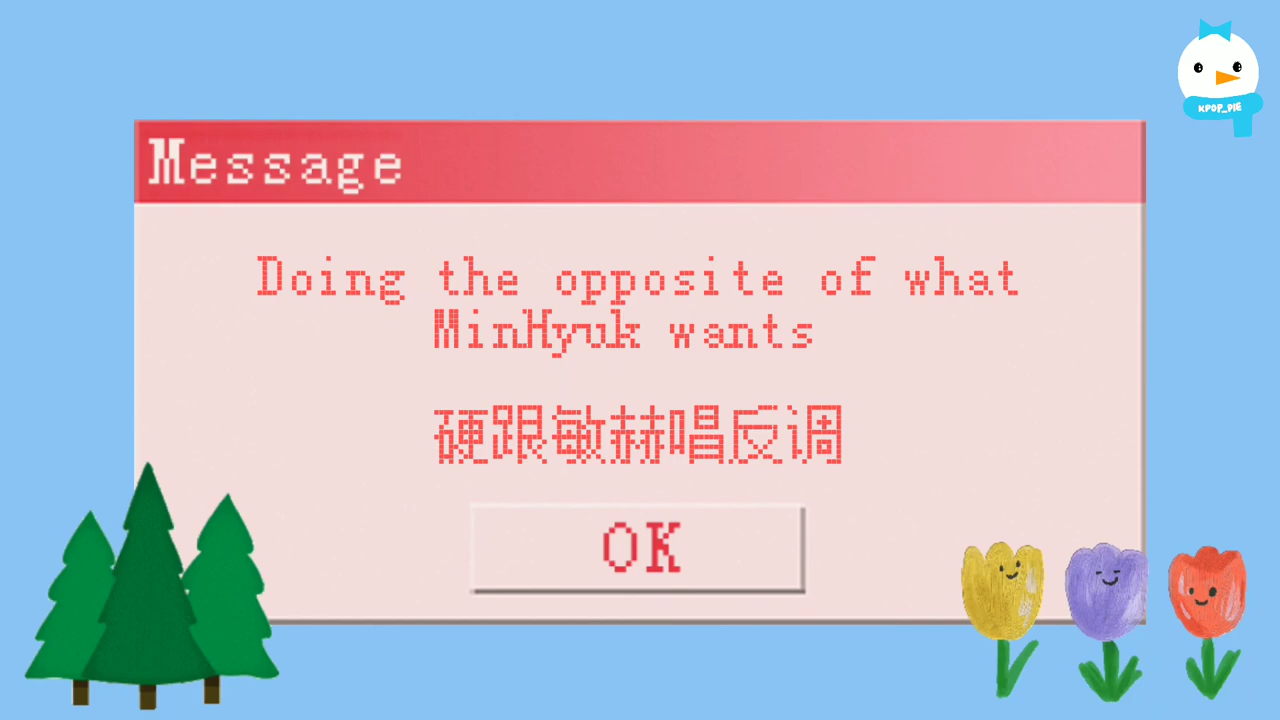 KPOP_PIE
Message
Doing the opposite of what
MinHyuk wants
硬跟敏赫唱反调
OK